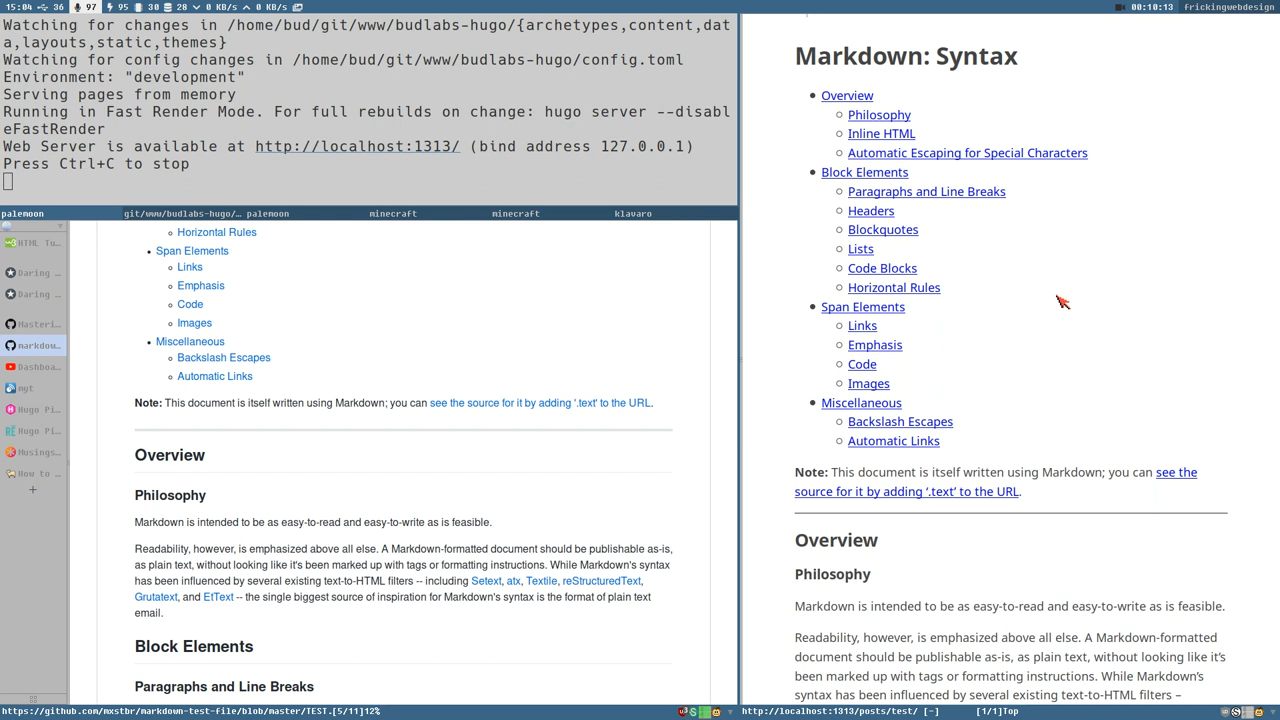 15:04 36 97 95 30 28 0 KB/s 0 KB/s
00:10:13 frickingwebdesign
Watching for changes in /home/bud/git/www/budlabs-hugo/{archetypes,content,dat
a,layouts,static,themes}
Watching for config changes in /home/bud/git/www/budlabs-hugo/config.toml
Environment: "development"
Serving pages from memory
Running in Fast Render Mode. For full rebuilds on change: hugo server --disabl
eFastRender
Web Server is available at http://localhost:1313/ (bind address 127.0.0.1)
Press Ctrl+C to stop
palemoon git/www/budlabs-hugo/… palemoon minecraft minecraft klavaro
HTML Tu…
Daring …
Daring …
Masteri…
markdow…
Dashboa…
myt
Hugo Pi…
Hugo Pi…
Musings…
How to …
Horizontal Rules
Span Elements
Links
Emphasis
Code
Images
Miscellaneous
Backslash Escapes
Automatic Links
Note: This document is itself written using Markdown; you can see the source for it by adding '.text' to the URL.
Overview
Philosophy
Markdown is intended to be as easy-to-read and easy-to-write as is feasible.
Readability, however, is emphasized above all else. A Markdown-formatted document should be publishable as-is,
as plain text, without looking like it's been marked up with tags or formatting instructions. While Markdown's syntax
has been influenced by several existing text-to-HTML filters -- including Setext, atx, Textile, reStructuredText,
Grutatext, and EtText -- the single biggest source of inspiration for Markdown's syntax is the format of plain text
email.
Block Elements
Paragraphs and Line Breaks
https://github.com/mxstbr/markdown-test-file/blob/master/TEST.[5/11]12%
Markdown: Syntax
Overview
Philosophy
Inline HTML
Automatic Escaping for Special Characters
Block Elements
Paragraphs and Line Breaks
Headers
Blockquotes
Lists
Code Blocks
Horizontal Rules
Span Elements
Links
Emphasis
Code
Images
Miscellaneous
Backslash Escapes
Automatic Links
Note: This document is itself written using Markdown; you can see the
source for it by adding ‘.text’ to the URL.
Overview
Philosophy
Markdown is intended to be as easy-to-read and easy-to-write as is feasible.
Readability, however, is emphasized above all else. A Markdown-formatted
document should be publishable as-is, as plain text, without looking like it’s
been marked up with tags or formatting instructions. While Markdown’s
syntax has been influenced by several existing text-to-HTML filters –
http://localhost:1313/posts/test/ [-] [1/1]Top